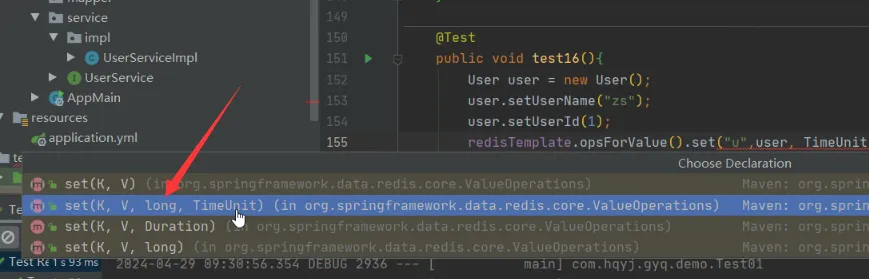 service
impl
UserServiceImpl
UserService
AppMain
resources
application.yml
149
150
151
152
153
154
155
@Test
public void test16(){
User user = new User();
user.setUserName("zs");
user.setUserId(1);
redisTemplate.opsForValue().set("u",user, TimeUnit
Choose Declaration
set(K, V) (in org.springframework.data.redis.core.ValueOperations) Maven: org.sprin
set(K, V, long, TimeUnit) (in org.springframework.data.redis.core.ValueOperations) Maven: org.sprin
set(K, V, Duration) (in org.springframework.data.redis.core.ValueOperations) Maven: org.sprin
set(K, V, long) (in org.springframework.data.redis.core.ValueOperations) Maven: org.sprin
1 s 93 ms
2024-04-29 09:30:56.354 DEBUG 2936 --- [ main] com.hqyj.gyq.demo.Test01